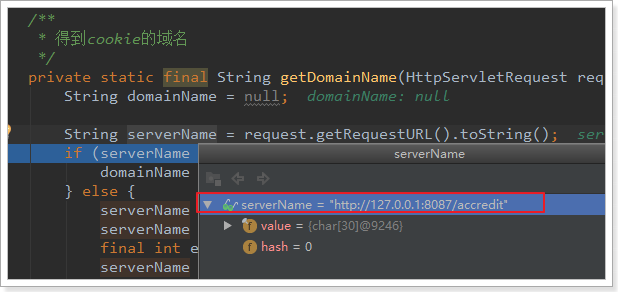 /**
* 得到cookie的域名
*/
private static final String getDomainName(HttpServletRequest req
String domainName = null; domainName: null
String serverName = request.getRequestURL().toString(); ser
if (serverName
serverName
domainName
serverName = "http://127.0.0.1:8087/accredit"
} else {
serverName
value = {char[30]@9246}
serverName
hash = 0
final int e
serverName